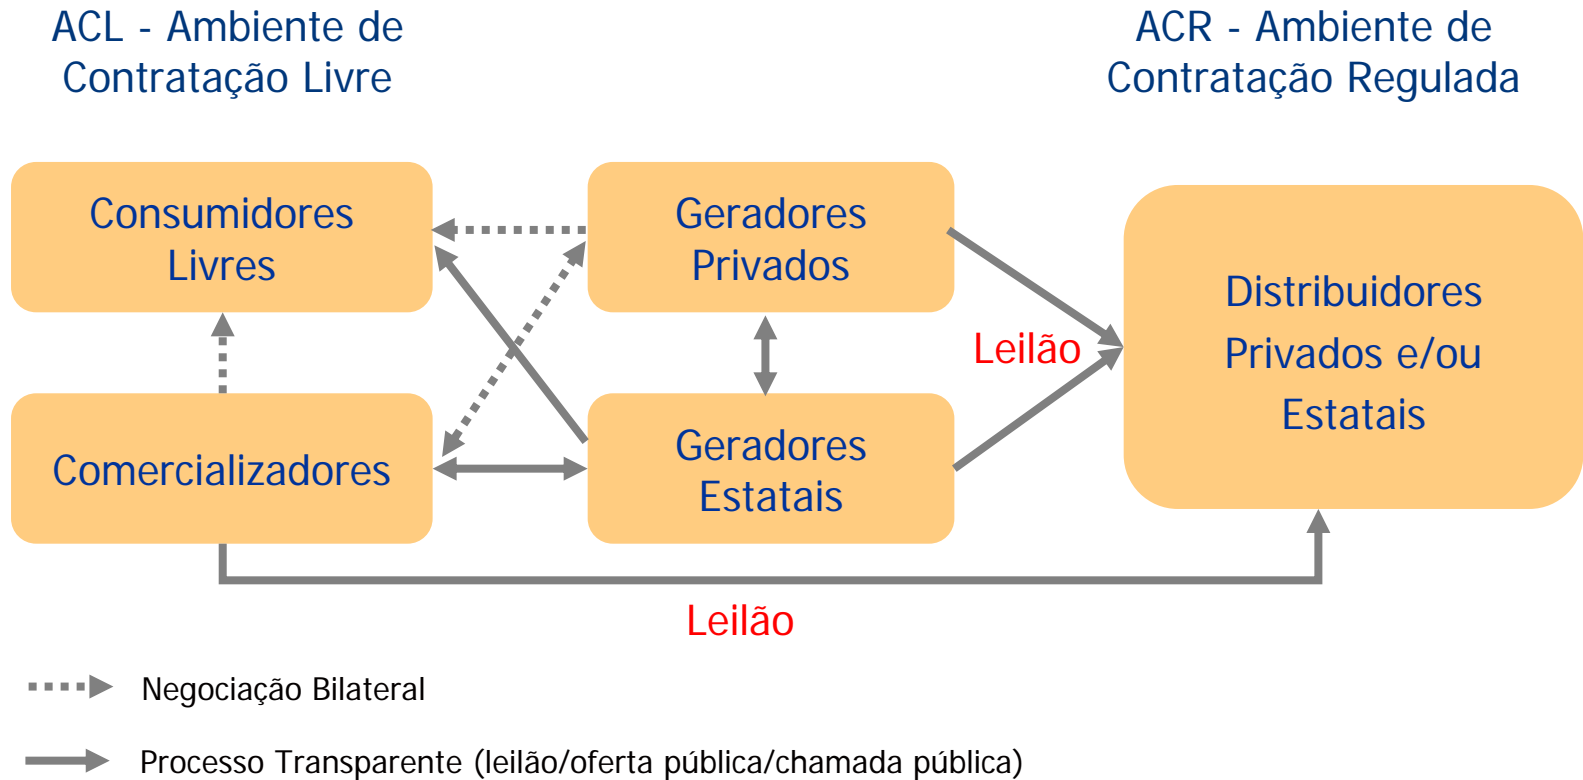 ACL - Ambiente de
Contratação Livre
ACR - Ambiente de
Contratação Regulada
Consumidores
Livres
Geradores
Privados
Distribuidores
Privados e/ou
Estatais
Leilão
Comercializadores
Geradores
Estatais
Leilão
Negociação Bilateral
Processo Transparente (leilão/oferta pública/chamada pública)